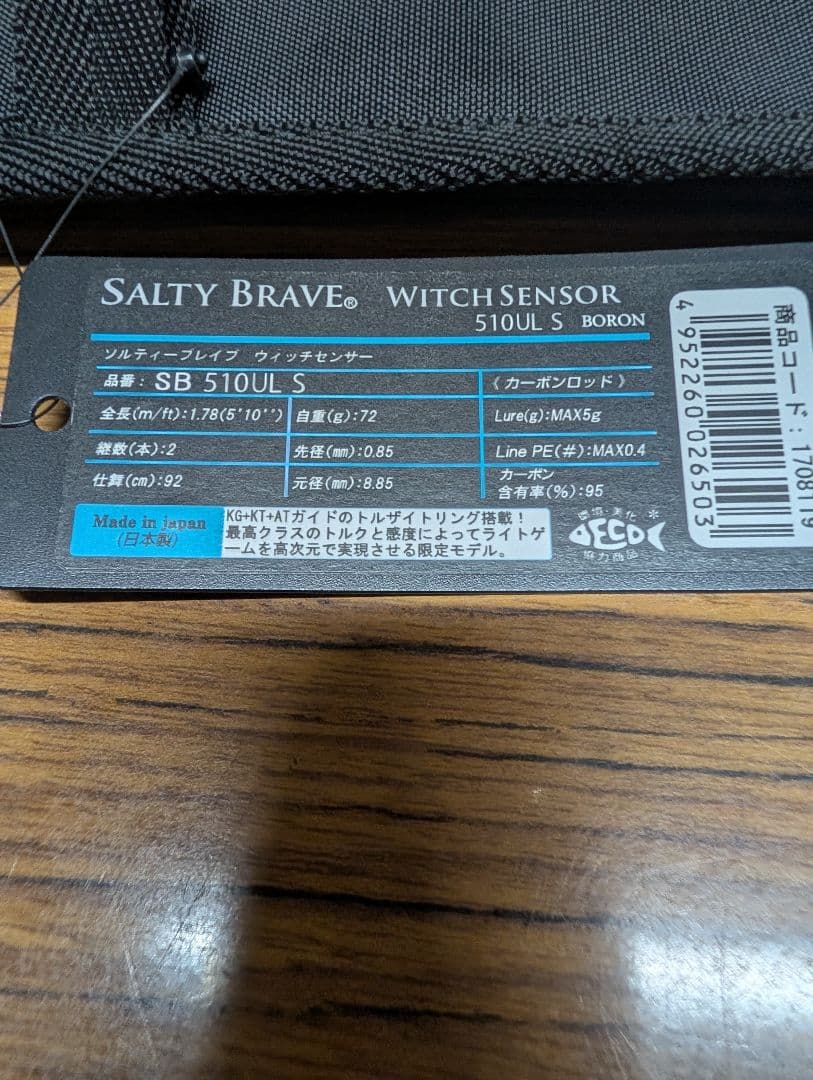 SALTY BRAVE® WITCHSENSOR
510UL S BORON
ソルティーブレイブ ウィッチセンサー
品番：SB 510UL S 《 カーボンロッド 》
全長(m/ft):1.78(5'10'') 自重(g):72 Lure(g):MAX5g
継数(本):2 先径(mm):0.85 Line PE(#):MAX0.4
仕舞(cm):92 元径(mm):8.85 カーボン
含有率(%):95
Made in japan
(日本製)
KG+KT+ATガイドのトルザイトリング搭載！
最高クラスのトルクと感度によってライトゲ
ームを高次元で実現させる限定モデル。
環境・美化
DECO
協力商品
商品コード：1708119
4952260026503